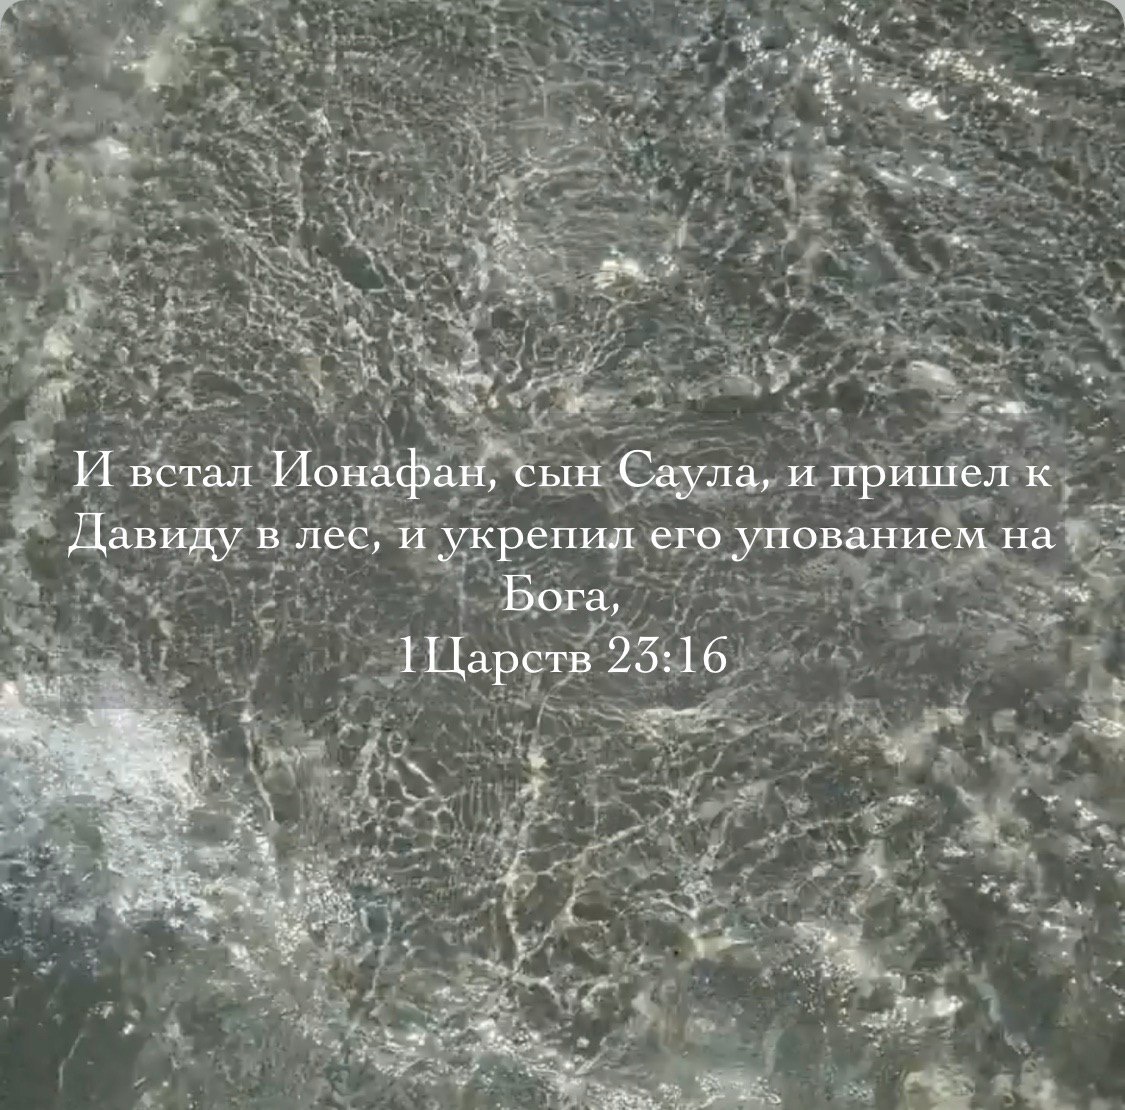 И встал Ионафан, сын Саула, и пришел к
Давиду в лес, и укрепил его упованием на
Бога,
1Царств 23:16